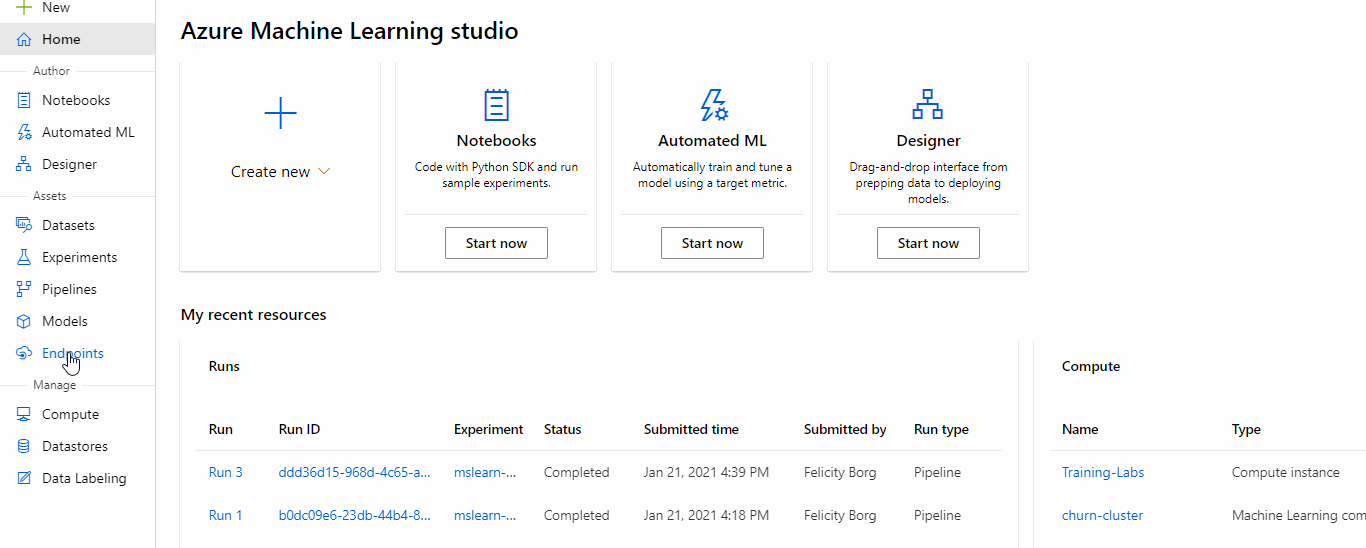 New
Home
Author
Notebooks
Automated ML
Designer
Assets
Datasets
Experiments
Pipelines
Models
Endpoints
Manage
Compute
Datastores
Data Labeling
Azure Machine Learning studio
Create new
Notebooks
Code with Python SDK and run
sample experiments.
Start now
Automated ML
Automatically train and tune a
model using a target metric.
Start now
Designer
Drag-and-drop interface from
prepping data to deploying
models.
Start now
My recent resources
Runs
Run Run ID Experiment Status Submitted time Submitted by Run type
Run 3 ddd36d15-968d-4c65-a... mslearn-... Completed Jan 21, 2021 4:39 PM Felicity Borg Pipeline
Run 1 b0dc09e6-23db-44b4-8... mslearn-... Completed Jan 21, 2021 4:18 PM Felicity Borg Pipeline
Compute
Name Type
Training-Labs Compute instance
churn-cluster Machine Learning com